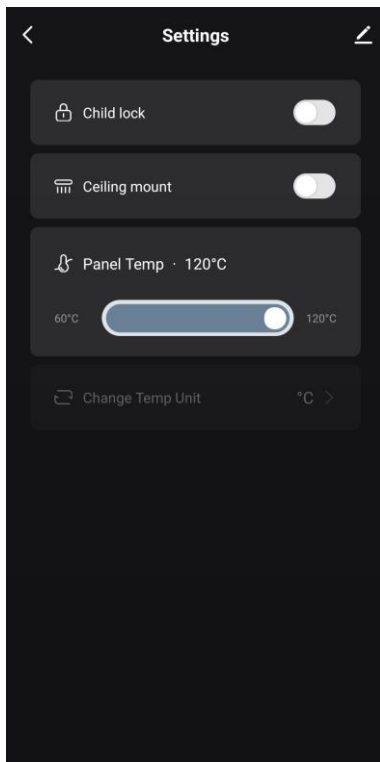 Settings
Child lock
Ceiling mount
Panel Temp · 120°C
60°C 120°C
Change Temp Unit °C